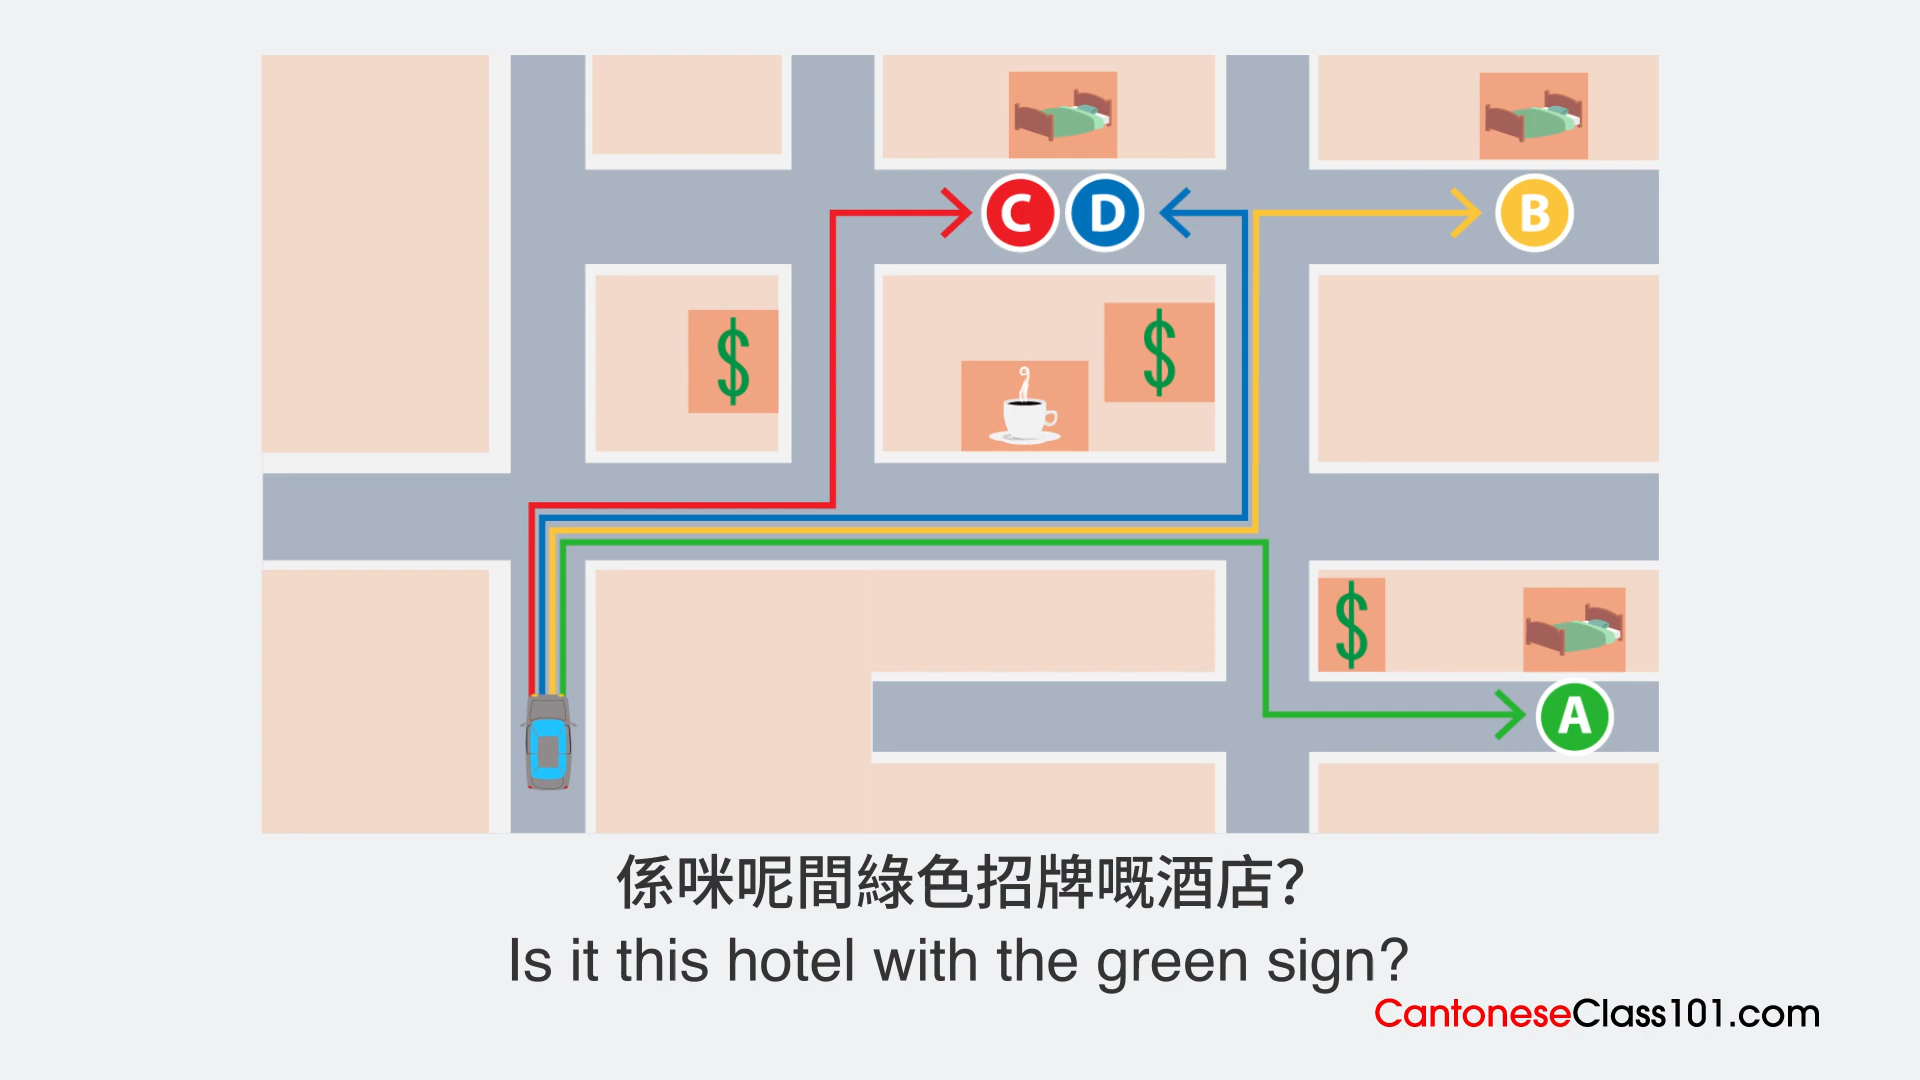 C D B
$ $
$
A
係咪呢間綠色招牌嘅酒店?
Is it this hotel with the green sign?
CantoneseClass101.com